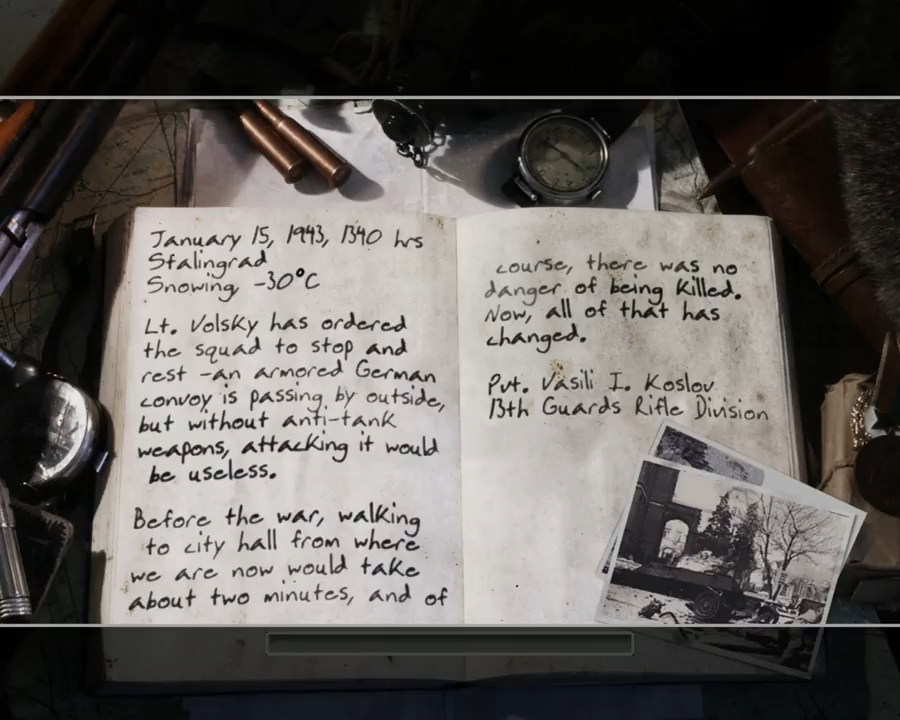 January 15, 1943, 1340 hrs
Stalingrad
Snowing, -30°C
Lt. Volsky has ordered
the squad to stop and
rest -an armored German
convoy is passing by outside,
but without anti-tank
weapons, attacking it would
be useless.
Before the war, walking
to city hall from where
we are now would take
about two minutes, and of
course, there was no
danger of being killed.
Now, all of that has
changed.
Pvt. Vasili I. Koslov
13th Guards Rifle Division